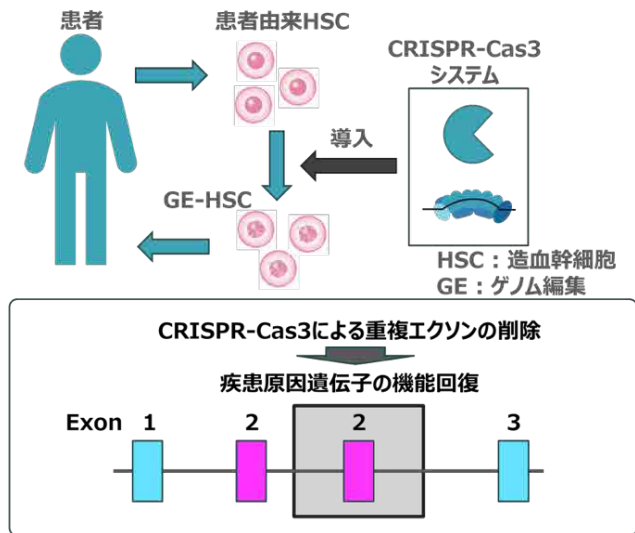 患者
患者由来HSC
CRISPR-Cas3
システム
導入
GE-HSC
HSC：造血幹細胞
GE：ゲノム編集
CRISPR-Cas3による重複エクソンの削除
疾患原因遺伝子の機能回復
Exon 1 2 2 3